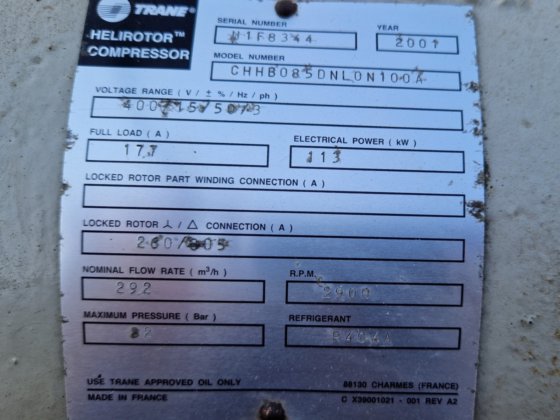 TRANE™
HELIROTOR™
COMPRESSOR
SERIAL NUMBER
YEAR
N1F8344
2001
MODEL NUMBER
CHHB085DNL0N100A
VOLTAGE RANGE ( V / ± % / Hz / ph )
400/15/50/3
FULL LOAD ( A )
ELECTRICAL POWER ( kW )
177
113
LOCKED ROTOR PART WINDING CONNECTION ( A )
LOCKED ROTOR ⅄ / △ CONNECTION ( A )
NOMINAL FLOW RATE ( m³/h )
R.P.M.
292
2900
MAXIMUM PRESSURE ( Bar )
REFRIGERANT
R404A
USE TRANE APPROVED OIL ONLY
88130 CHARMES (FRANCE)
MADE IN FRANCE
C X39001021 - 001 REV A2